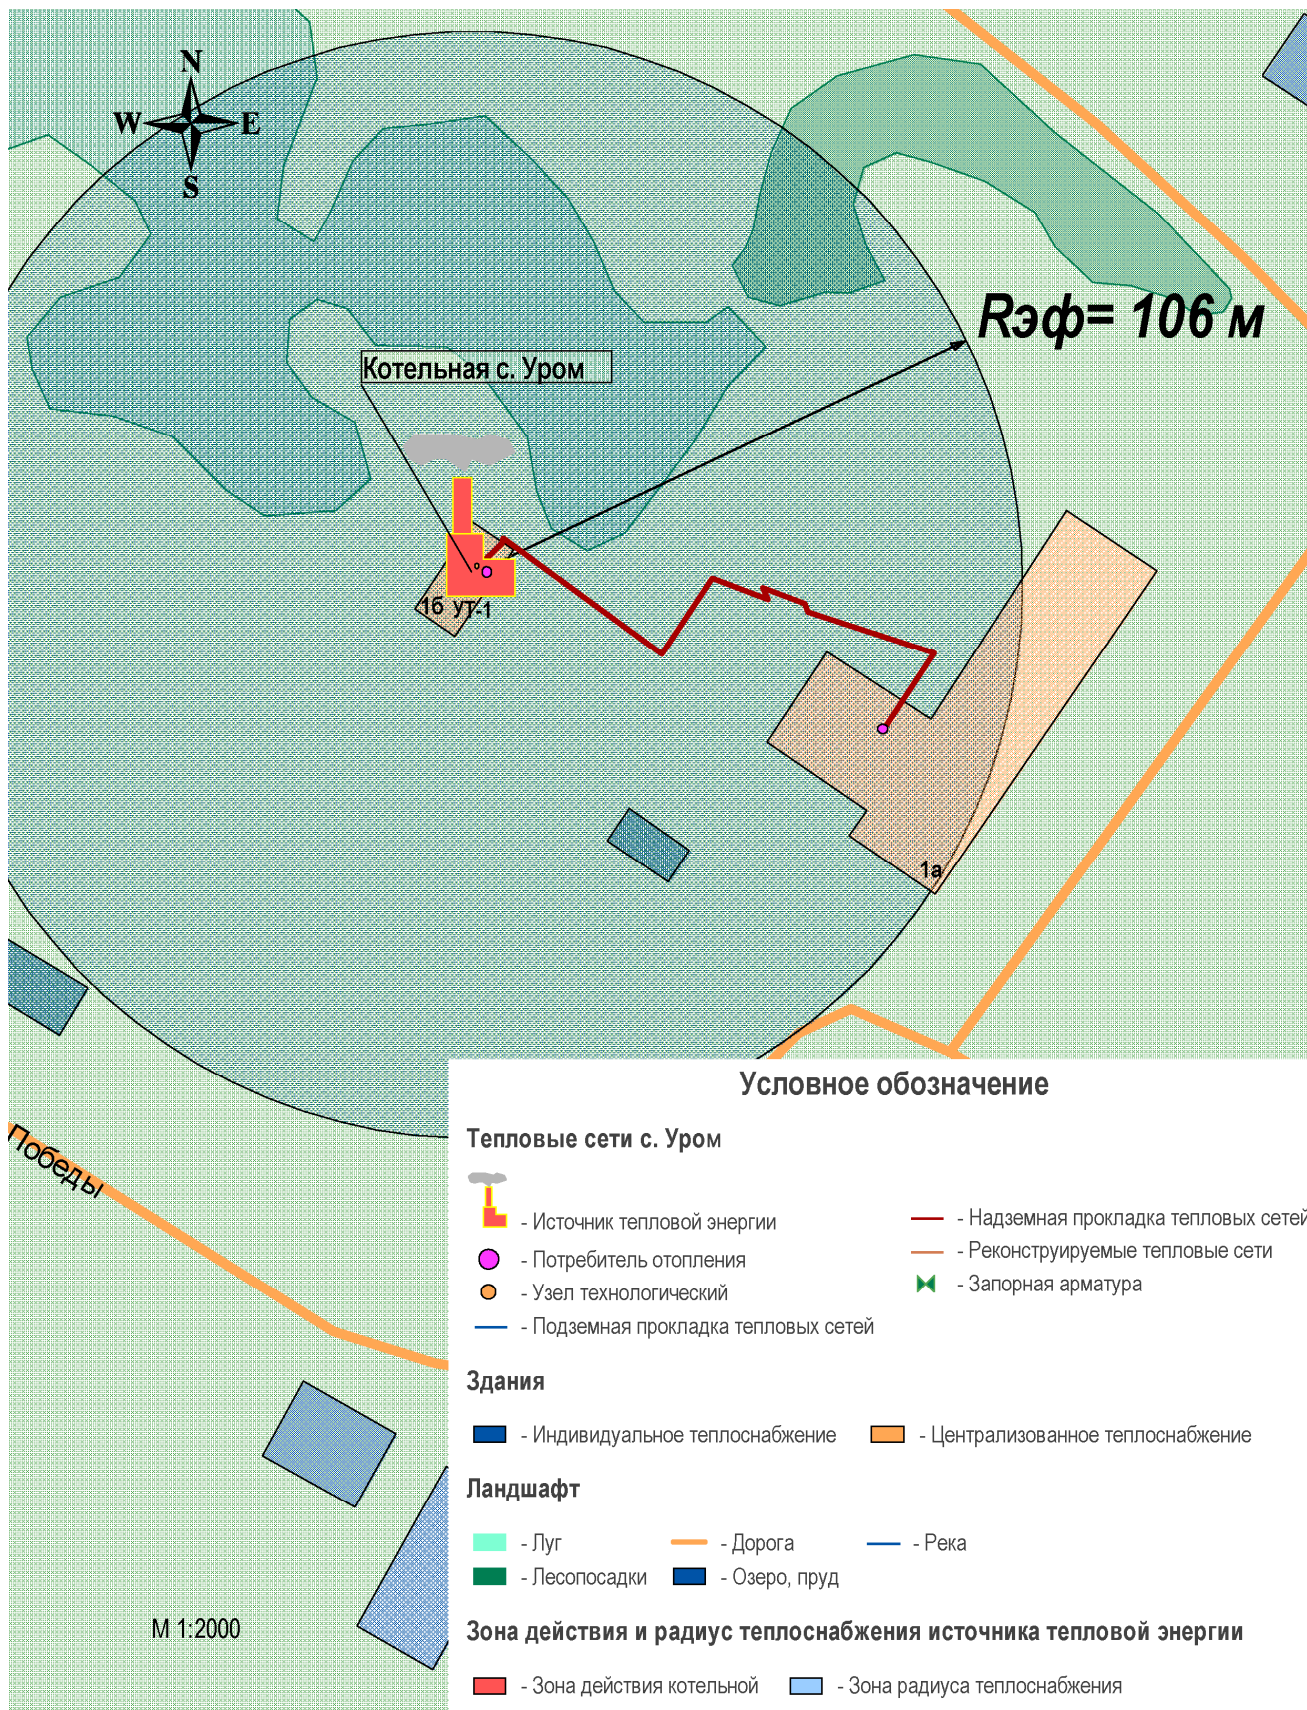 N
W E
S
Rэф= 106 м
Котельная с. Уром
1б УТ-1
1а
Победы
Условное обозначение
Тепловые сети с. Уром
- Источник тепловой энергии
- Надземная прокладка тепловых сетей
- Потребитель отопления
- Реконструируемые тепловые сети
- Узел технологический
- Запорная арматура
- Подземная прокладка тепловых сетей
Здания
- Индивидуальное теплоснабжение
- Централизованное теплоснабжение
Ландшафт
- Луг
- Дорога
- Река
- Лесопосадки
- Озеро, пруд
М 1:2000
Зона действия и радиус теплоснабжения источника тепловой энергии
- Зона действия котельной
- Зона радиуса теплоснабжения